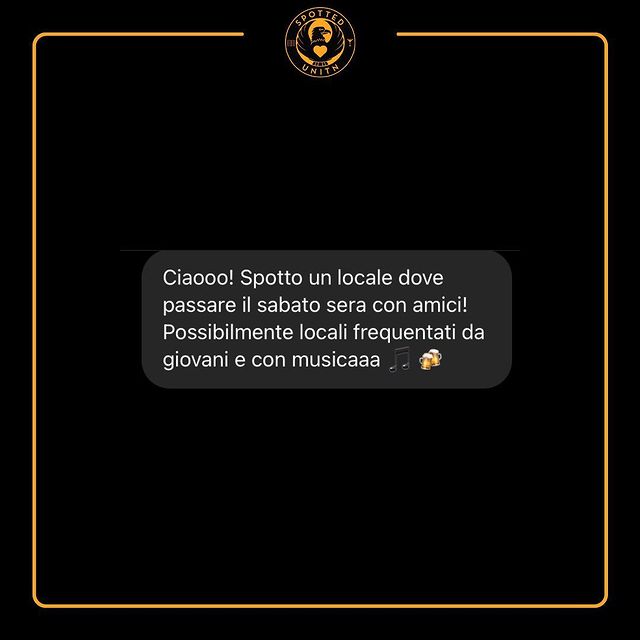 SPOTTED
UNITN
Ciaooo! Spotto un locale dove
passare il sabato sera con amici!
Possibilmente locali frequentati da
giovani e con musicaaa 🎵 🍻